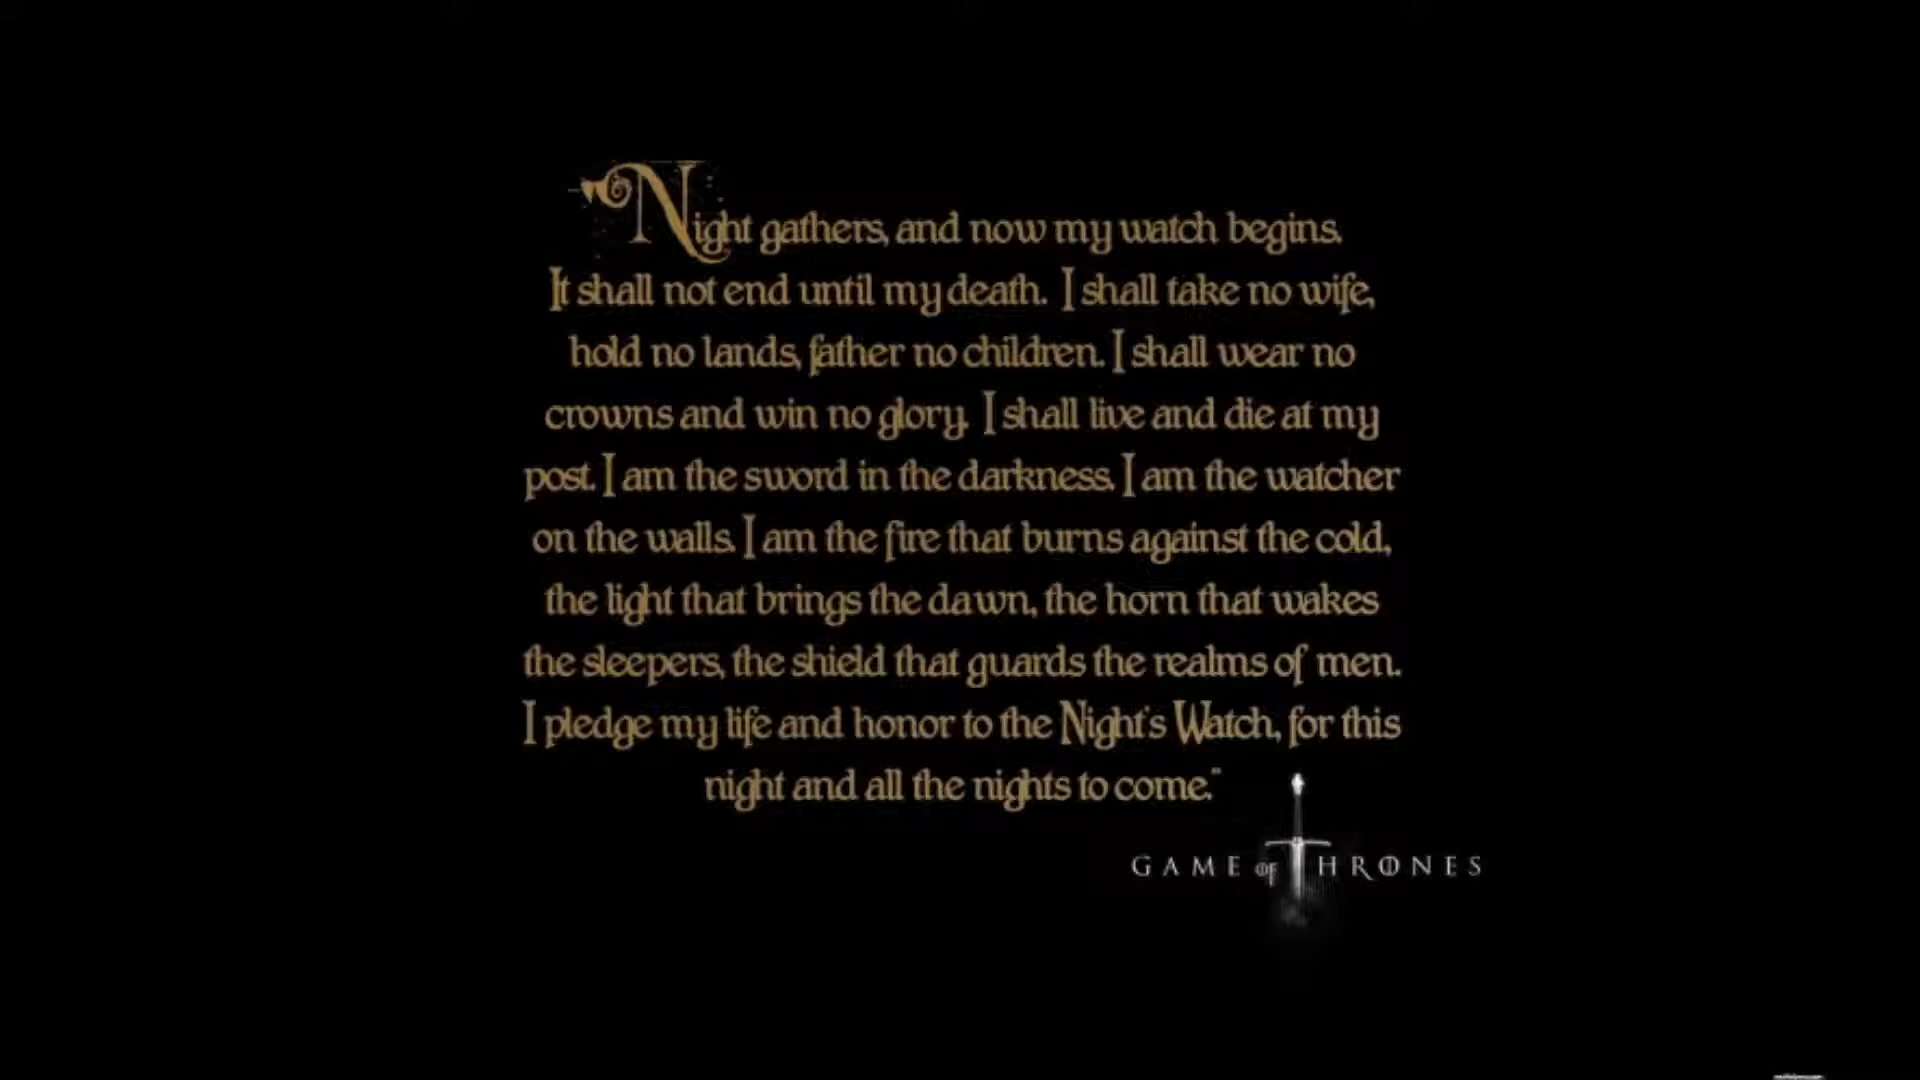 "Night gathers, and now my watch begins.
It shall not end until my death. I shall take no wife,
hold no lands, father no children. I shall wear no
crowns and win no glory. I shall live and die at my
post. I am the sword in the darkness. I am the watcher
on the walls. I am the fire that burns against the cold,
the light that brings the dawn, the horn that wakes
the sleepers, the shield that guards the realms of men.
I pledge my life and honor to the Night's Watch, for this
night and all the nights to come."
GAME OF THRONES